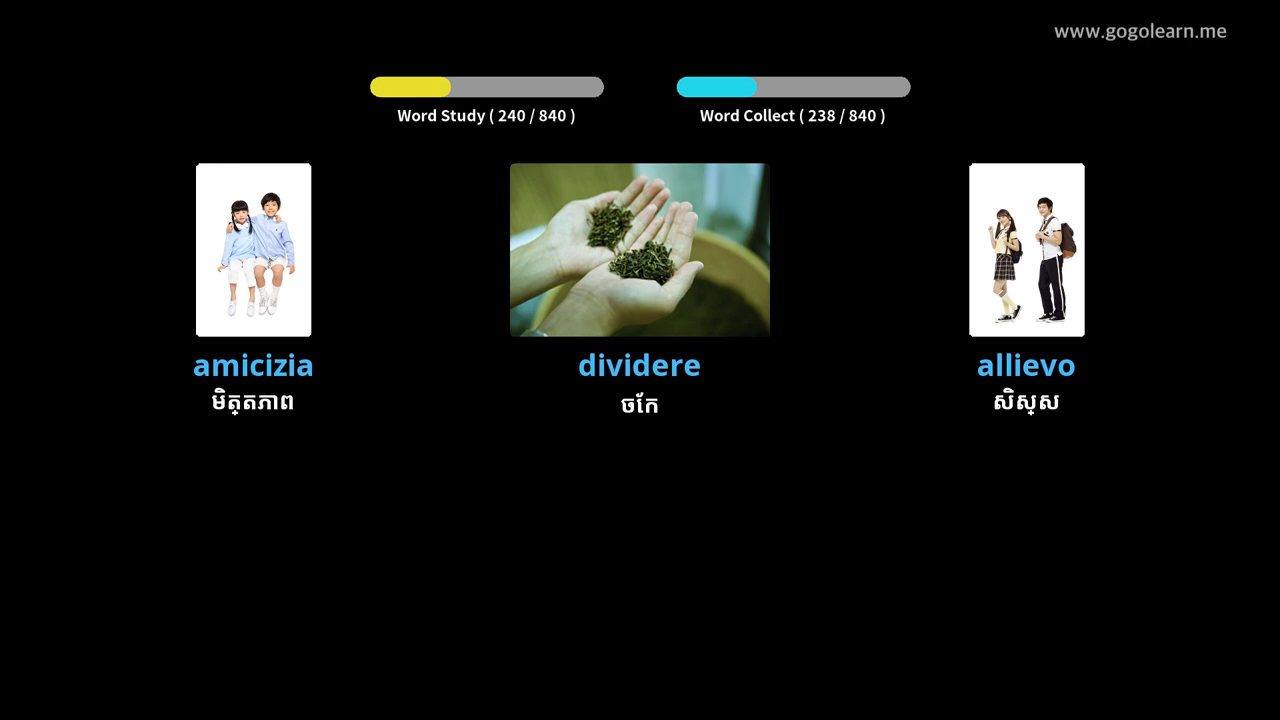 www.gogolearn.me
Word Study ( 240 / 840 )
Word Collect ( 238 / 840 )
amicizia
dividere
allievo
មិត្តភាព
ចែក
សិស្ស